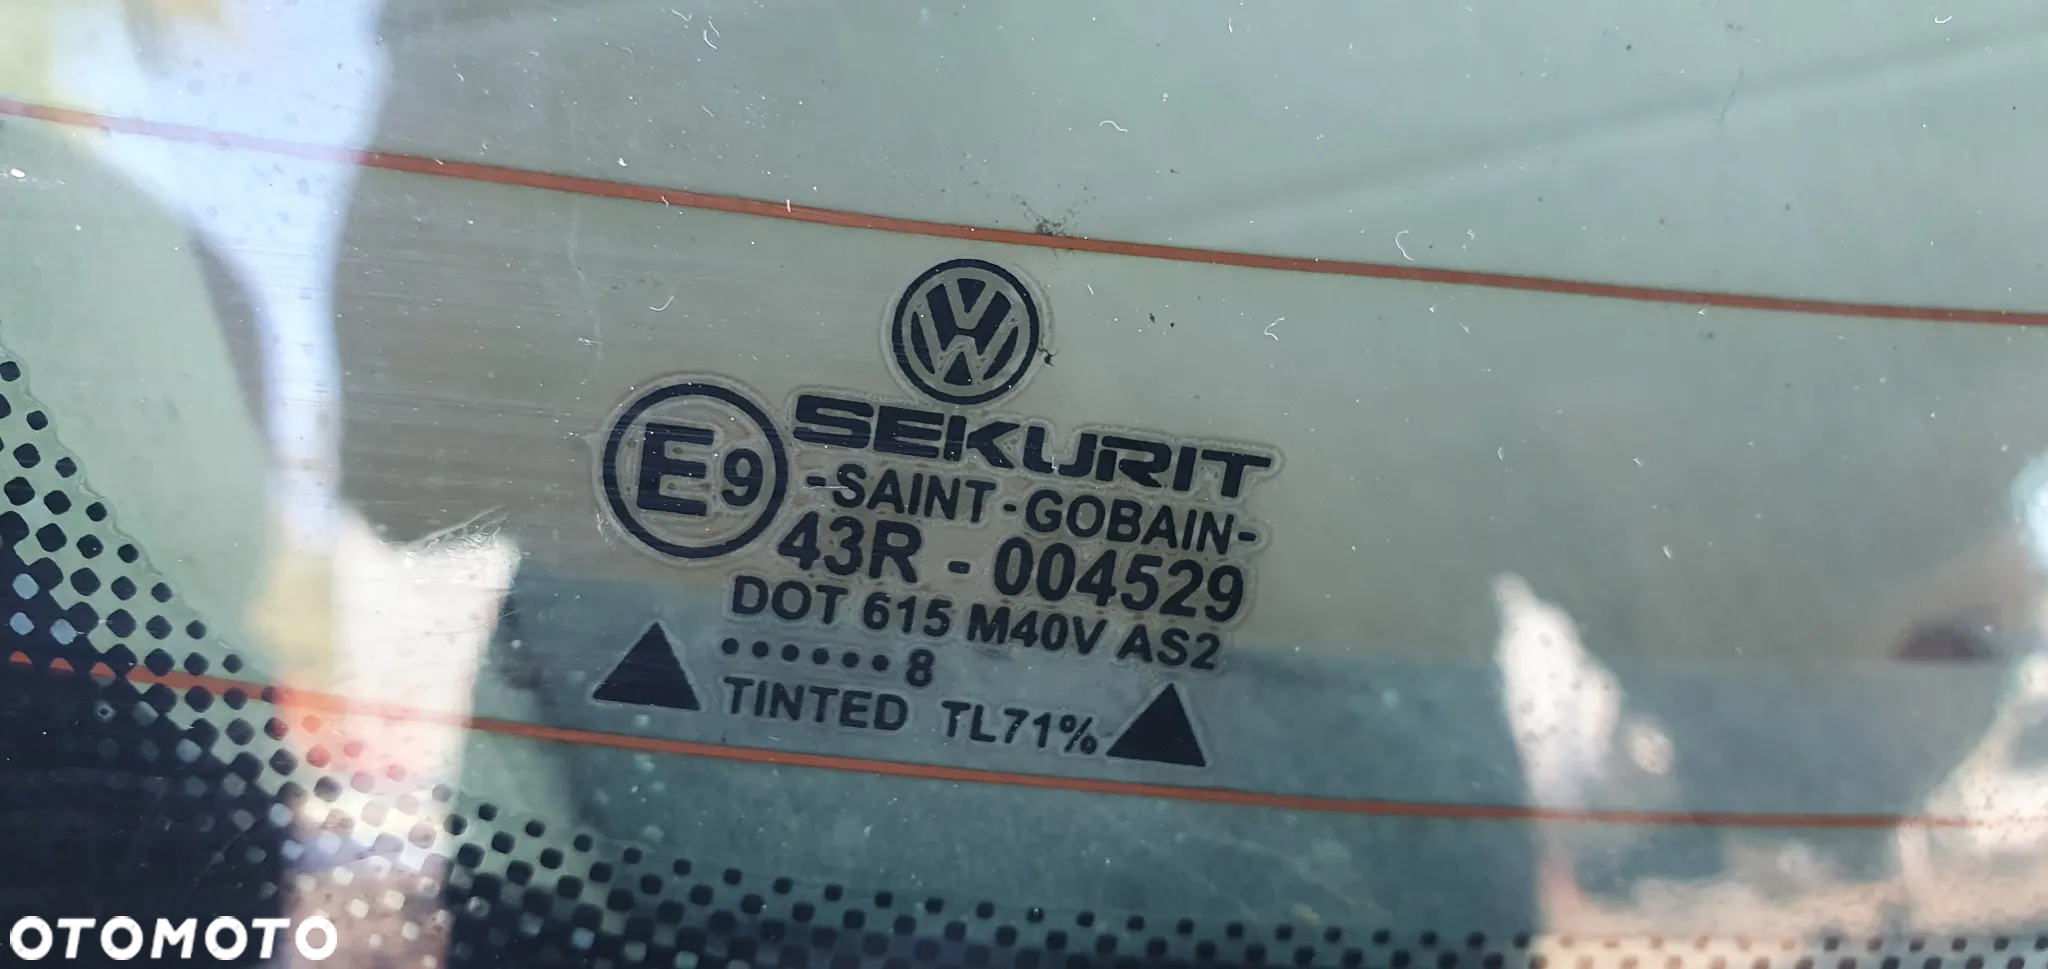 SEKURIT
E9
-SAINT-GOBAIN-
43R - 004529
DOT 615 M40V AS2
......8
TINTED TL71%
OTOMOTO